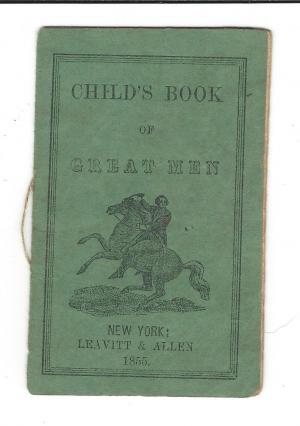 CHILD'S BOOK
OF
GREAT MEN
NEW YORK:
LEAVITT & ALLEN
1855.